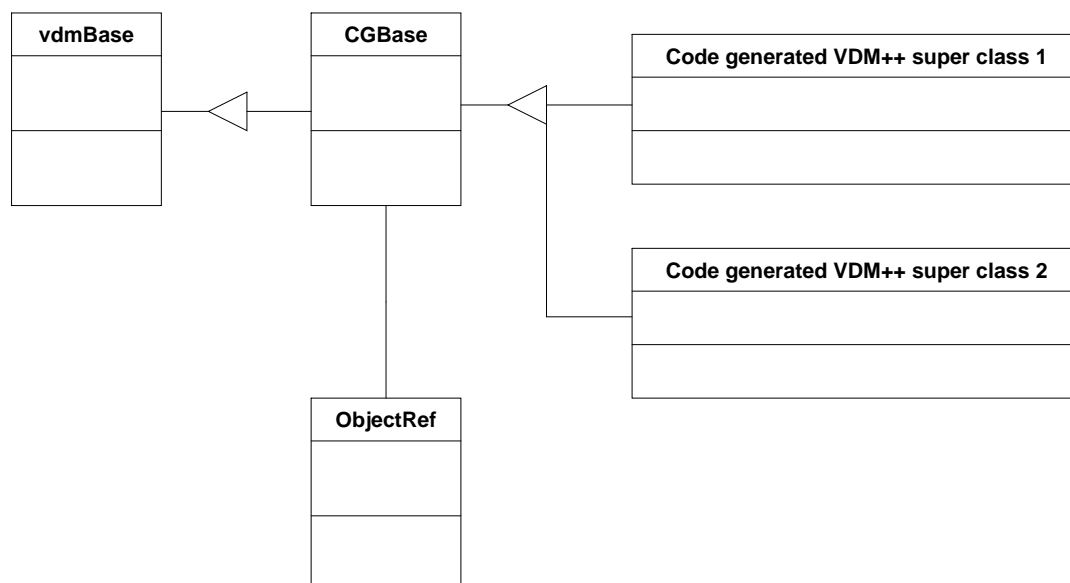 vdmBase
CGBase
Code generated VDM++ super class 1
Code generated VDM++ super class 2
ObjectRef